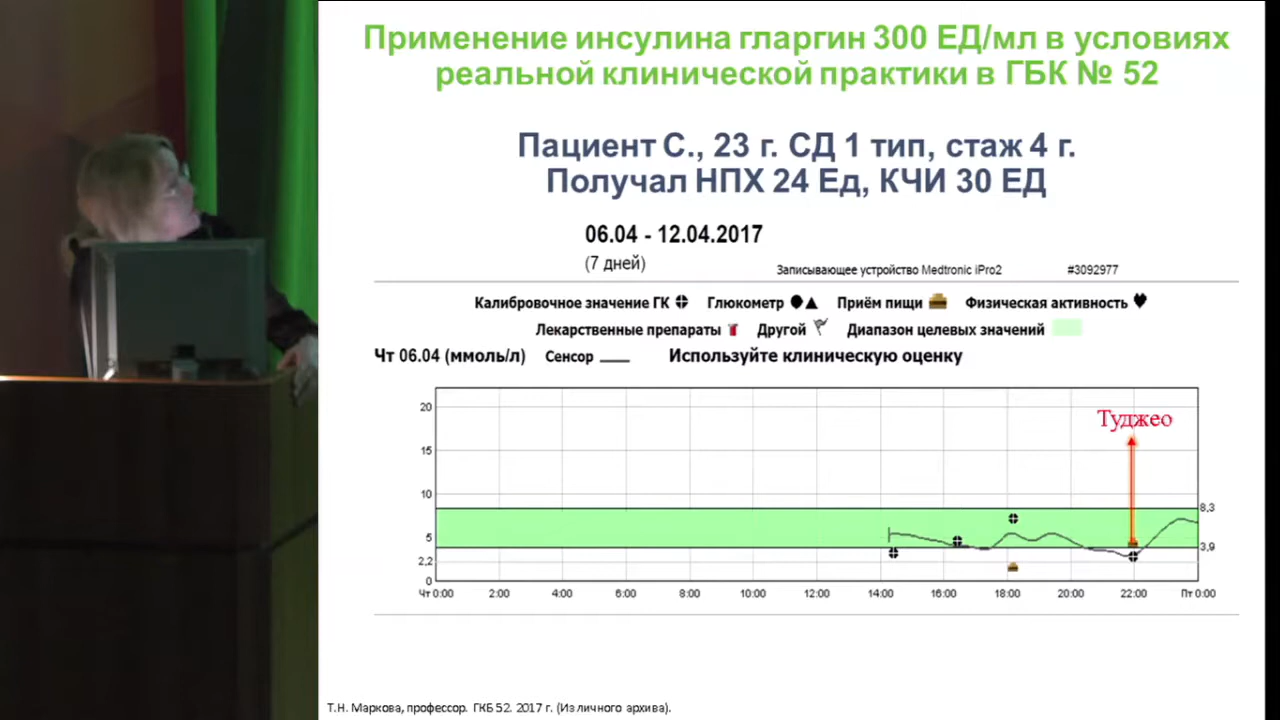 Применение инсулина гларгин 300 ЕД/мл в условиях
реальной клинической практики в ГБК № 52
Пациент С., 23 г. СД 1 тип, стаж 4 г.
Получал НПХ 24 Ед, КЧИ 30 ЕД
06.04 - 12.04.2017
(7 дней)
Записывающее устройство Medtronic iPro2 #3092977
Калибровочное значение ГК Глюкометр Приём пищи Физическая активность
Лекарственные препараты Другой Диапазон целевых значений
Чт 06.04 (ммоль/л) Сенсор Используйте клиническую оценку
20
Туджео
15
10
8,3
5
3,9
2,2
0
Чт 0:00 2:00 4:00 6:00 8:00 10:00 12:00 14:00 16:00 18:00 20:00 22:00 Пт 0:00
Т.Н. Маркова, профессор. ГКБ 52. 2017 г. (Из личного архива).